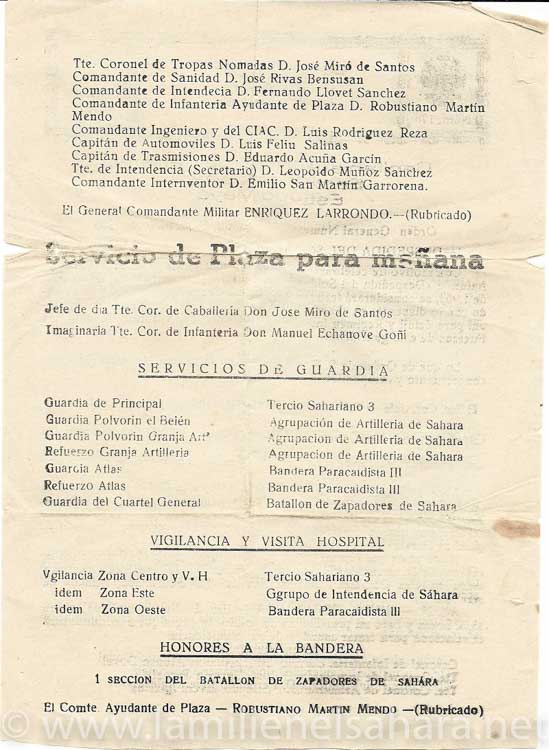 Tte. Coronel de Tropas Nomadas D. José Miró de Santos
Comandante de Sanidad D. José Rivas Bensusan
Comandante de Intendecia D. Fernando Llovet Sanchez
Comandante de Infanteria Ayudante de Plaza D. Robustiano Martín
Mendo
Comandante Ingeniero y del CIAC. D. Luis Rodriguez Reza
Capitán de Automoviles D. Luis Feliu Salinas
Capitán de Trasmisiones D. Eduardo Acuña Garcín
Tte. de Intendencia (Secretario) D. Leopoldo Muñoz Sanchez
Comandante Internventor D. Emilio San Martín Garrorena.
El General Comandante Militar ENRIQUEZ LARRONDO.—(Rubricado)
Servicio de Plaza para mañana
Jefe de dia Tte. Cor. de Caballería Don Jose Miro de Santos
Imaginaria Tte. Cor. de Infanteria Don Manuel Echanove Goñi
SERVICIOS DE GUARDIA
Guardia de Principal Tercio Sahariano 3
Guardia Polvorin el Belén Agrupación de Artilleria de Sahara
Guardia Polvorin Granja Artª Agrupacion de Artilleria de Sahara
Refuerzo Granja Artilleria Agrupacion de Artilleria de Sahara
Guardia Atlas Bandera Paracaidista III
Refuerzo Atlas Bandera Paracaidista III
Guardia del Cuartel General Batallon de Zapadores de Sahara
VIGILANCIA Y VISITA HOSPITAL
Vgilancia Zona Centro y V. H Tercio Sahariano 3
idem Zona Este Ggrupo de Intendencia de Sáhara
idem Zona Oeste Bandera Paracaidista III
HONORES A LA BANDERA
1 SECCION DEL BATALLON DE ZAPADORES DE SAHÁRA
El Comte. Ayudante de Plaza — ROBUSTIANO MARTIN MENDO —(Rubricado)
© www.lamilienelsahara.net